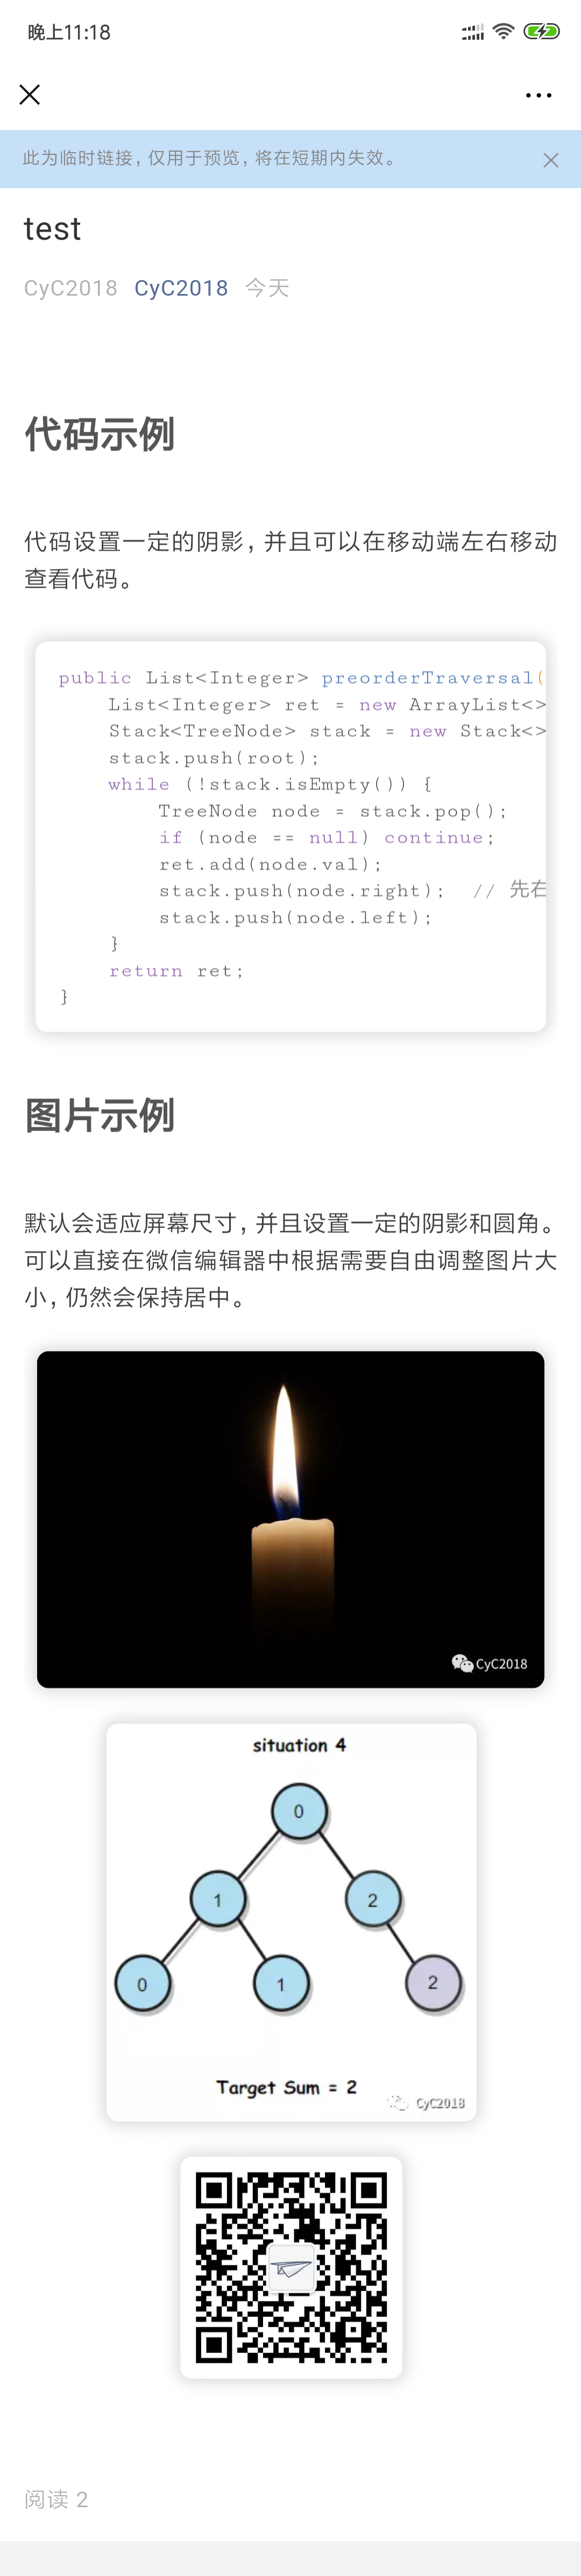 晚上11:18
此为临时链接，仅用于预览，将在短期内失效。
test
CyC2018 CyC2018 今天
代码示例
代码设置一定的阴影，并且可以在移动端左右移动
查看代码。
public List<Integer> preorderTraversal(
    List<Integer> ret = new ArrayList<>
    Stack<TreeNode> stack = new Stack<>
    stack.push(root);
    while (!stack.isEmpty()) {
        TreeNode node = stack.pop();
        if (node == null) continue;
        ret.add(node.val);
        stack.push(node.right);  // 先右
        stack.push(node.left);
    }
    return ret;
}
图片示例
默认会适应屏幕尺寸，并且设置一定的阴影和圆角。
可以直接在微信编辑器中根据需要自由调整图片大
小，仍然会保持居中。
CyC2018
situation 4
0
1 2
0 1 2
Target Sum = 2
CyC2018
阅读 2